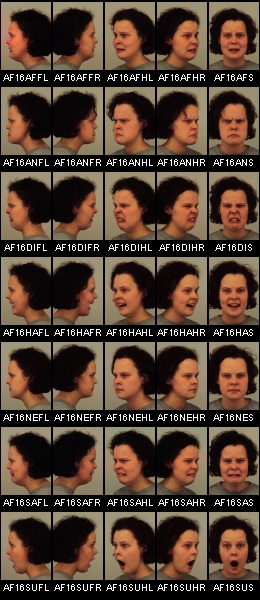 AF16AFFL AF16AFFR AF16AFHL AF16AFHR AF16AFS
AF16ANFL AF16ANFR AF16ANHL AF16ANHR AF16ANS
AF16DIFL AF16DIFR AF16DIHL AF16DIHR AF16DIS
AF16HAFL AF16HAFR AF16HAHL AF16HAHR AF16HAS
AF16NEFL AF16NEFR AF16NEHL AF16NEHR AF16NES
AF16SAFL AF16SAFR AF16SAHL AF16SAHR AF16SAS
AF16SUFL AF16SUFR AF16SUHL AF16SUHR AF16SUS